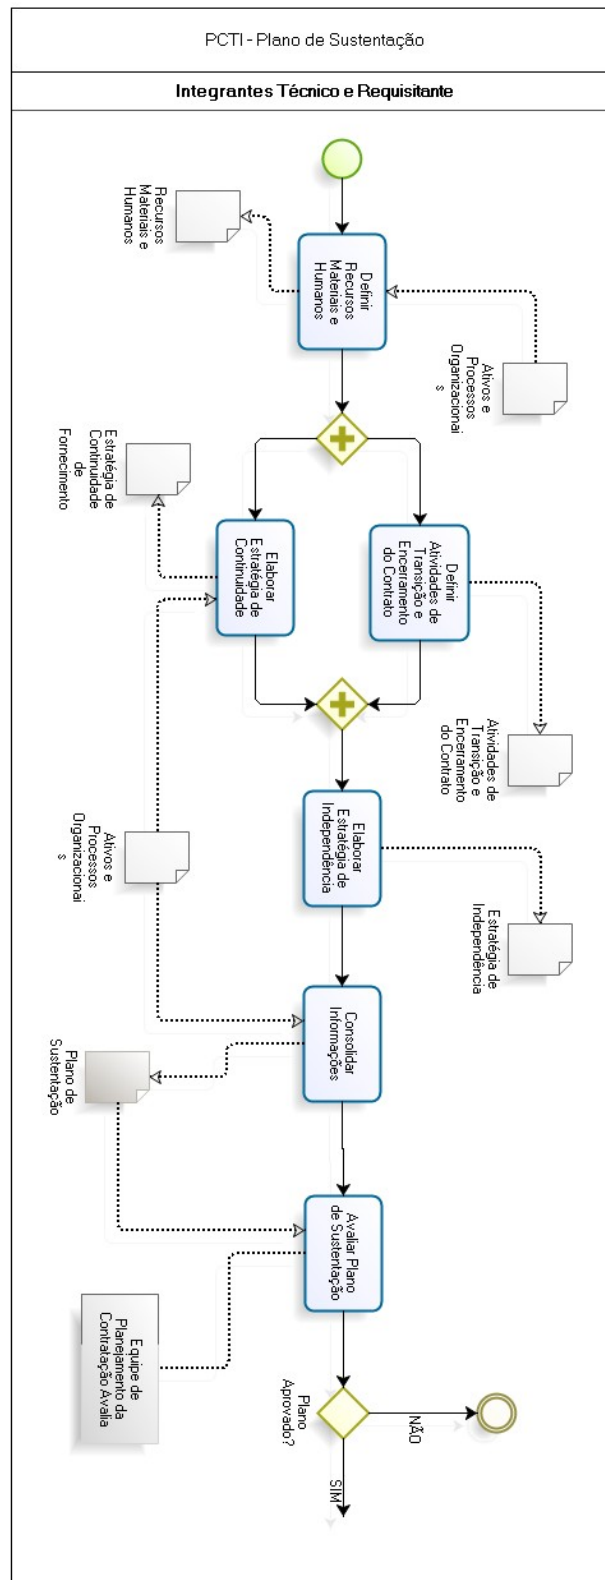 PCTI - Plano de Sustentação
Integrantes Técnico e Requisitante
Recursos
Materiais e
Humanos
Definir
Recursos
Materiais e
Humanos
Ativos e
Processos
Organizacionai
s
Estratégia de
Continuidade
de
Fornecimento
Elaborar
Estratégia de
Continuidade
Definir
Atividades de
Transição e
Encerramento
do Contrato
Atividades de
Transição e
Encerramento
do Contrato
Ativos e
Processos
Organizacionai
s
Elaborar
Estratégia de
Independência
Estratégia de
Independência
Consolidar
Informações
Plano de
Sustentação
Avaliar Plano
de Sustentação
Equipe de
Planejamento da
Contratação Avalia
Plano
Aprovado?
NÃO
SIM